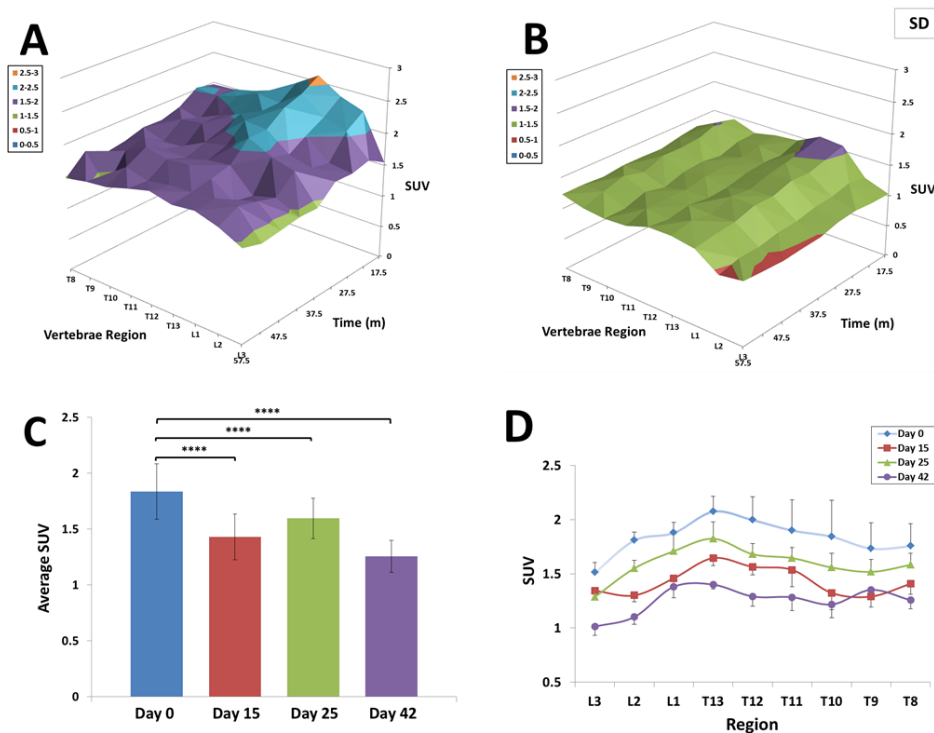 A
2.5-3
2-2.5
1.5-2
1-1.5
0.5-1
0-0.5
3
2.5
2
1.5
1
0.5
0
SUV
17.5
27.5
37.5
47.5
57.5
Time (m)
T8
T9
T10
T11
T12
T13
L1
L2
L3
Vertebrae Region
B
SD
2.5-3
2-2.5
1.5-2
1-1.5
0.5-1
0-0.5
3
2.5
2
1.5
1
0.5
0
SUV
17.5
27.5
37.5
47.5
57.5
Time (m)
T8
T9
T10
T11
T12
T13
L1
L2
L3
Vertebrae Region
C
2.5
2
1.5
1
0.5
0
Average SUV
****
****
****
Day 0 Day 15 Day 25 Day 42
D
Day 0
Day 15
Day 25
Day 42
2.5
2
1.5
1
0.5
SUV
L3 L2 L1 T13 T12 T11 T10 T9 T8
Region